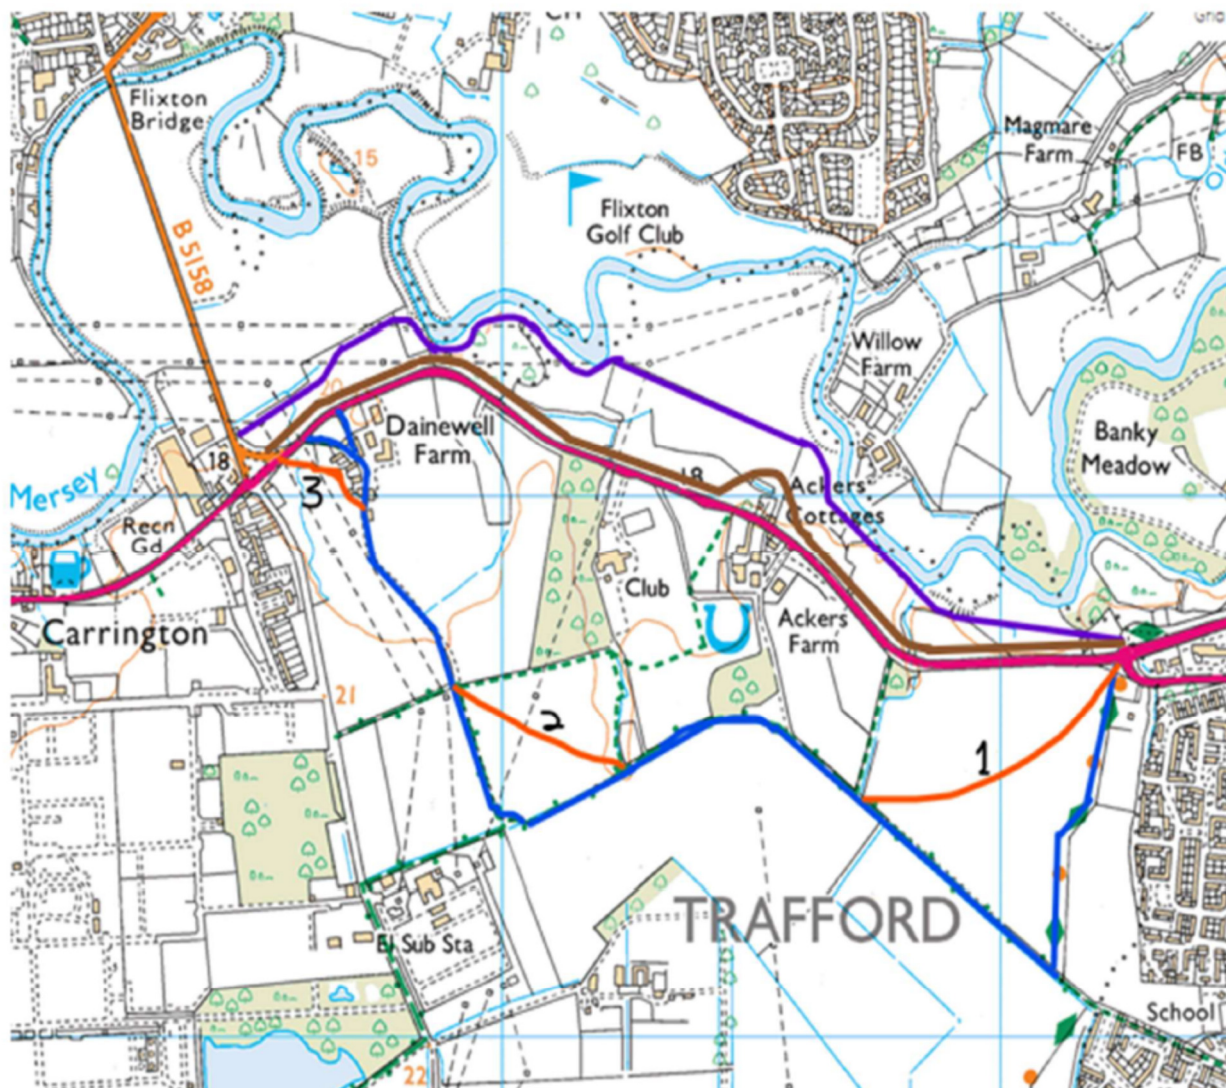 Flixton
Bridge
15
Magmare
Farm
FB
Flixton
Golf Club
B 5158
Willow
Farm
20
Dainewell
Farm
Banky
Meadow
18
18
Mersey
3
Ackers
Cottages
Recn
Gd
Club
Ackers
Farm
Carrington
21
2
1
TRAFFORD
El Sub Sta
School
22